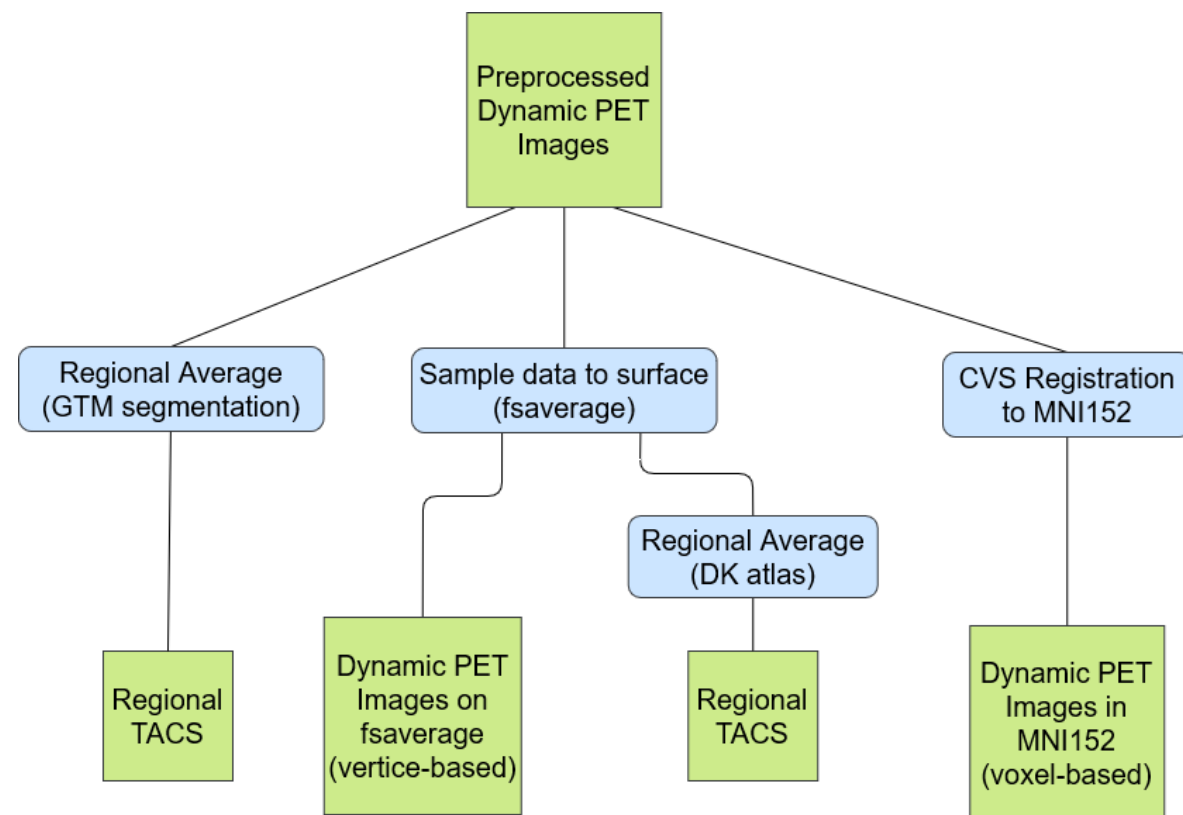 Preprocessed
Dynamic PET
Images
Regional Average
(GTM segmentation)
Sample data to surface
(fsaverage)
CVS Registration
to MNI152
Regional Average
(DK atlas)
Regional
TACS
Dynamic PET
Images on
fsaverage
(vertice-based)
Regional
TACS
Dynamic PET
Images in
MNI152
(voxel-based)